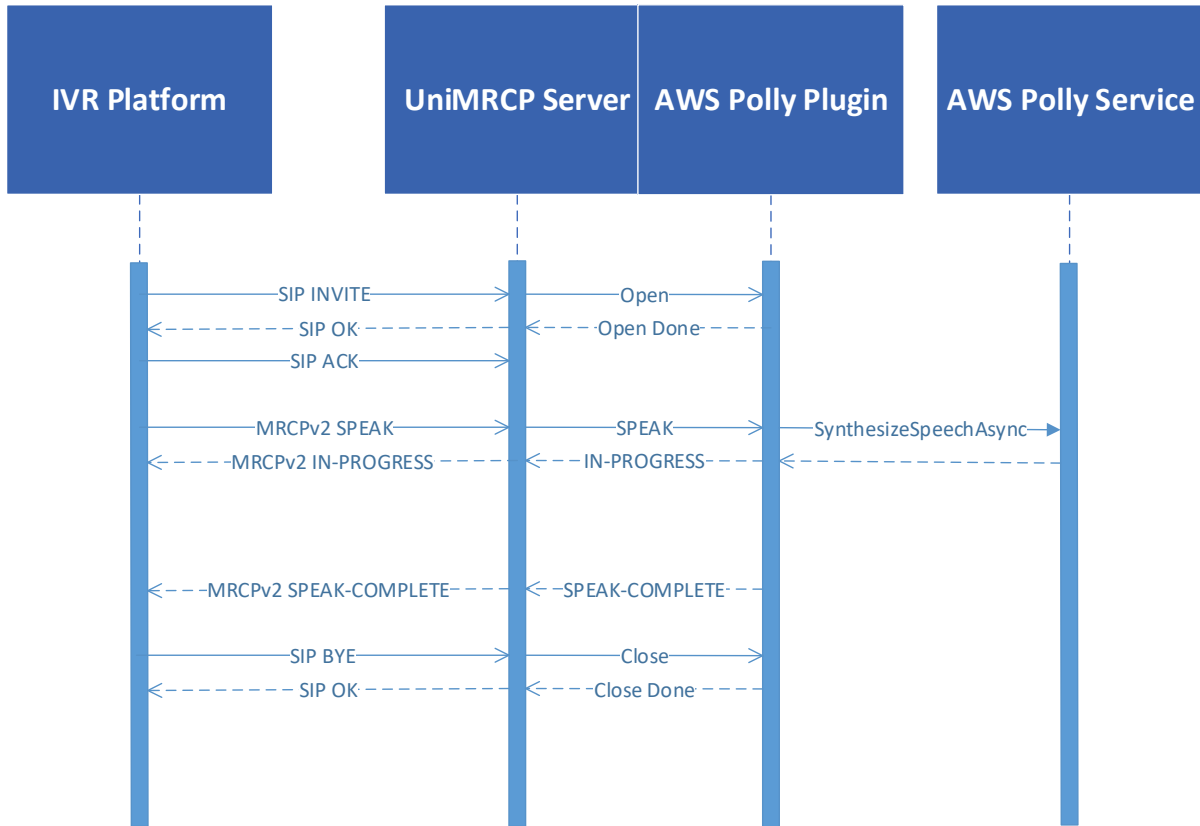 IVR Platform
UniMRCP Server
AWS Polly Plugin
AWS Polly Service
SIP INVITE
Open
SIP OK
Open Done
SIP ACK
MRCPv2 SPEAK
SPEAK
SynthesizeSpeechAsync
MRCPv2 IN-PROGRESS
IN-PROGRESS
MRCPv2 SPEAK-COMPLETE
SPEAK-COMPLETE
SIP BYE
Close
SIP OK
Close Done